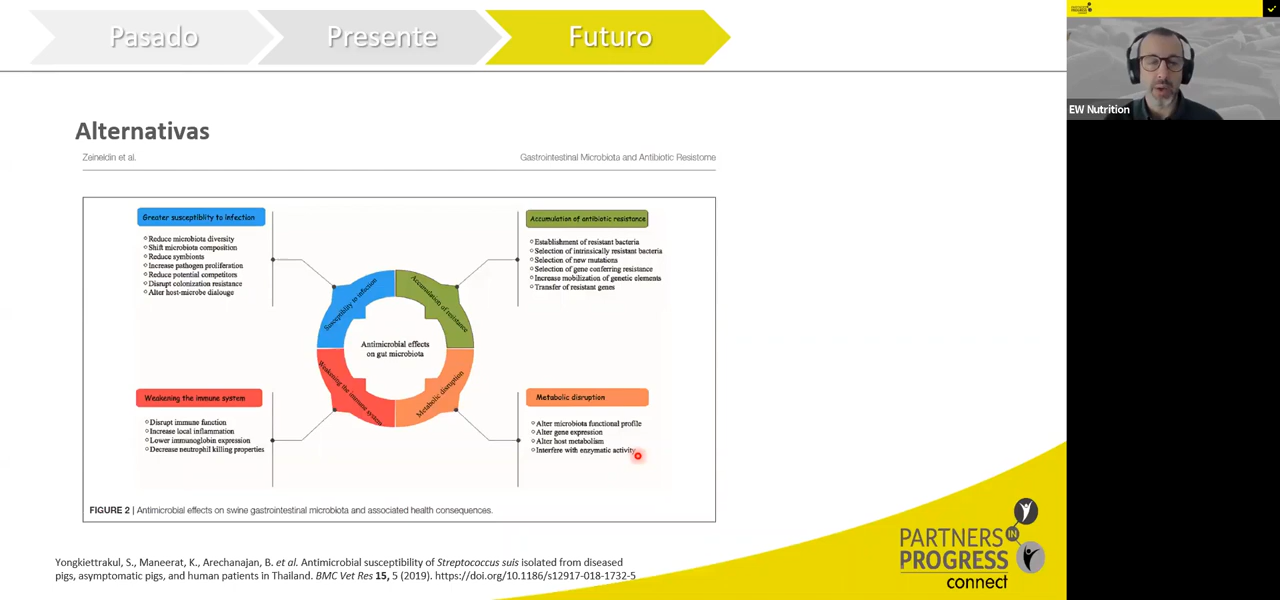 Pasado
Presente
Futuro
EW Nutrition
Alternativas
Zeineldin et al.
Gastrointestinal Microbiota and Antibiotic Resistome
Greater susceptiblity to infection
Reduce microbiota diversity
Shift microbiota composition
Reduce symbionts
Increase pathogen proliferation
Reduce potential competitors
Disrupt colonization resistance
Alter host-microbe dialouge
Accumulation of antibiotic resistance
Establishment of resistant bacteria
Selection of intrinsically resistant bacteria
Selection of new mutations
Selection of gene conferring resistance
Increase mobilization of genetic elements
Transfer of resistant genes
Susceptiblity to infection
Accumulation of resistance
Antimicrobial effects
on gut microbiota
Weakening the immune system
Metabolic disruption
Weakening the immune system
Disrupt immune function
Increase local inflammation
Lower immunoglobin expression
Decrease neutrophil killing properties
Metabolic disruption
Alter microbiota functional profile
Alter gene expression
Alter host metabolism
Interfere with enzymatic activity
FIGURE 2 | Antimicrobial effects on swine gastrointestinal microbiota and associated health consequences.
Yongkiettrakul, S., Maneerat, K., Arechanajan, B. et al. Antimicrobial susceptibility of Streptococcus suis isolated from diseased
pigs, asymptomatic pigs, and human patients in Thailand. BMC Vet Res 15, 5 (2019). https://doi.org/10.1186/s12917-018-1732-5
PARTNERS IN
PROGRESS
connect